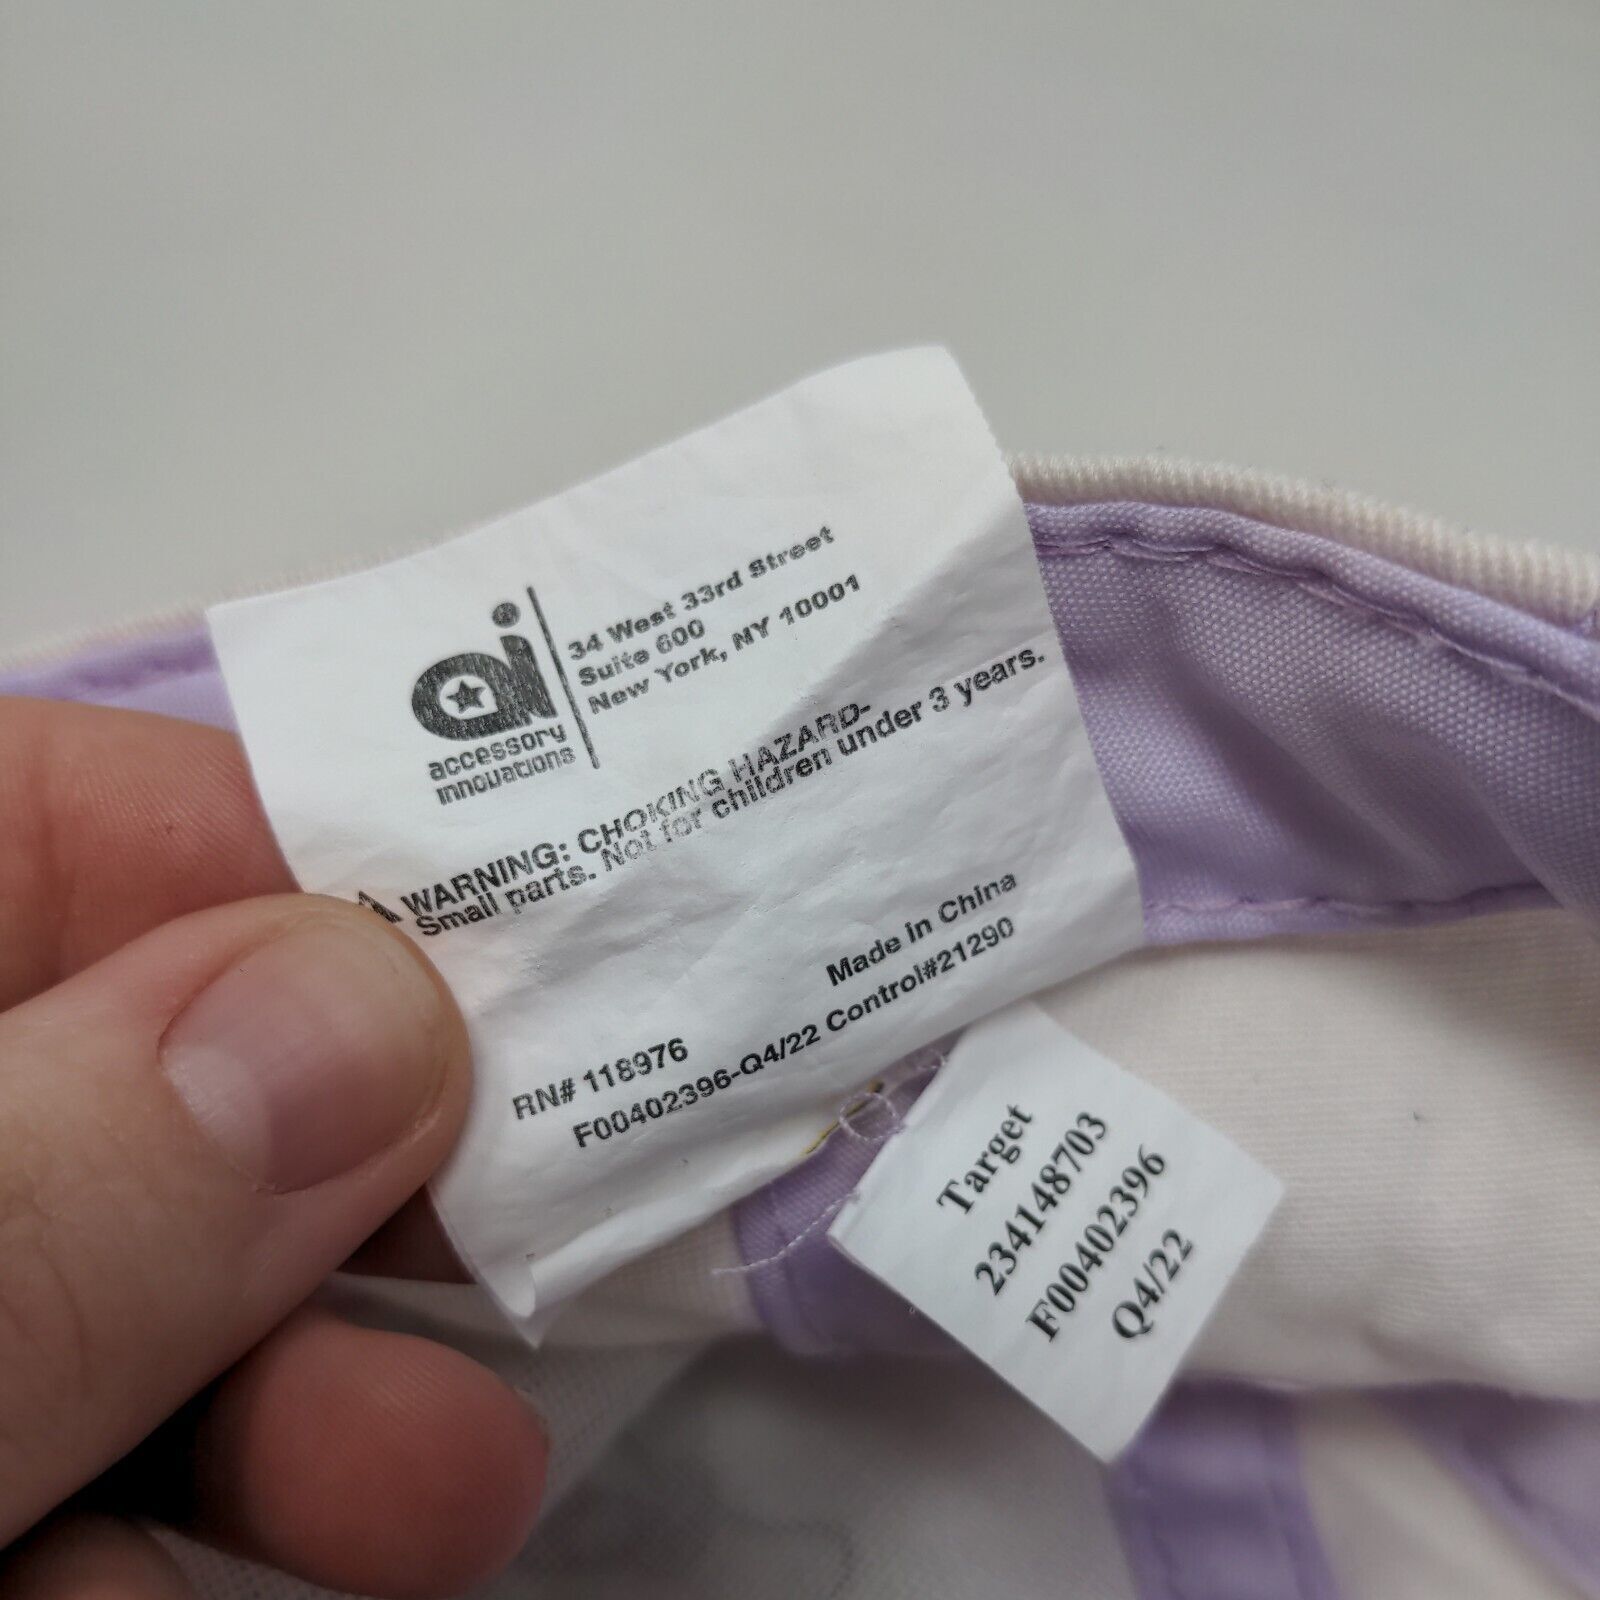 ai®
accessory
innovations
34 West 33rd Street
Suite 600
New York, NY 10001
WARNING: CHOKING HAZARD-
Small parts. Not for children under 3 years.
Made in China
RN# 118976
F00402396-Q4/22 Control#21290
Target
234148703
F00402396
Q4/22